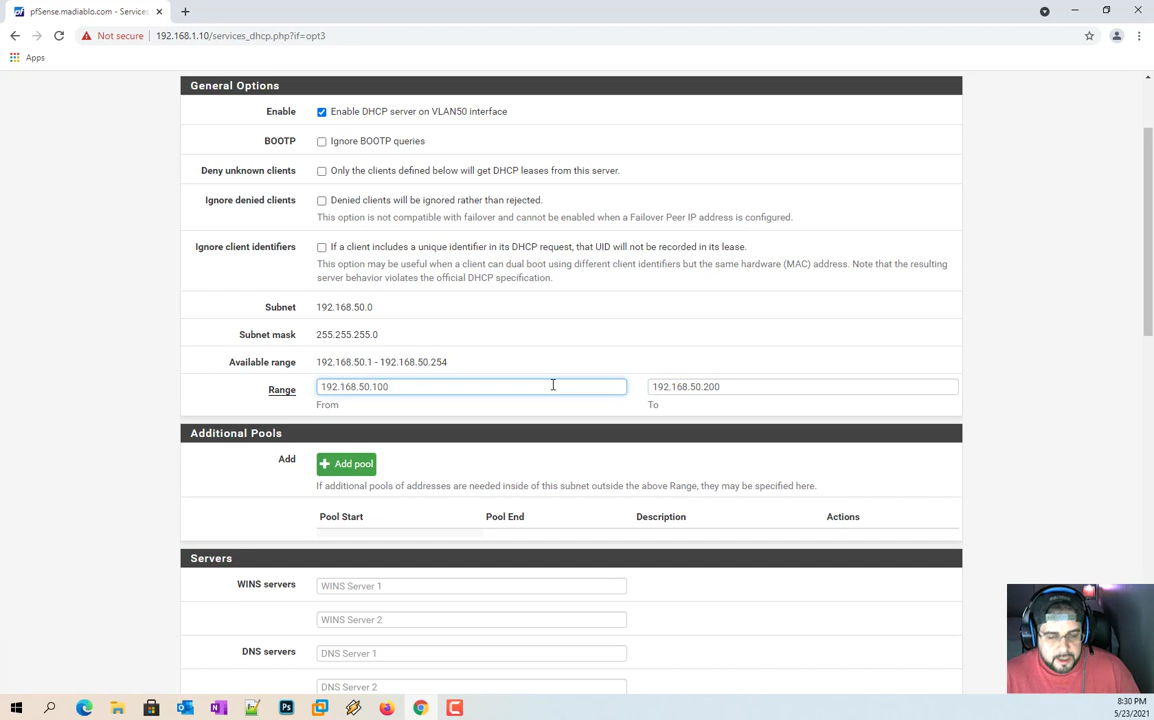 pfSense.madiablo.com - Services
Not secure
192.168.1.10/services_dhcp.php?if=opt3
Apps
General Options
Enable
Enable DHCP server on VLAN50 interface
BOOTP
Ignore BOOTP queries
Deny unknown clients
Only the clients defined below will get DHCP leases from this server.
Ignore denied clients
Denied clients will be ignored rather than rejected.
This option is not compatible with failover and cannot be enabled when a Failover Peer IP address is configured.
Ignore client identifiers
If a client includes a unique identifier in its DHCP request, that UID will not be recorded in its lease.
This option may be useful when a client can dual boot using different client identifiers but the same hardware (MAC) address. Note that the resulting
server behavior violates the official DHCP specification.
Subnet
192.168.50.0
Subnet mask
255.255.255.0
Available range
192.168.50.1 - 192.168.50.254
Range
192.168.50.100
192.168.50.200
From
To
Additional Pools
Add
Add pool
If additional pools of addresses are needed inside of this subnet outside the above Range, they may be specified here.
Pool Start
Pool End
Description
Actions
Servers
WINS servers
WINS Server 1
WINS Server 2
DNS servers
DNS Server 1
DNS Server 2
8:30 PM
5/23/2021